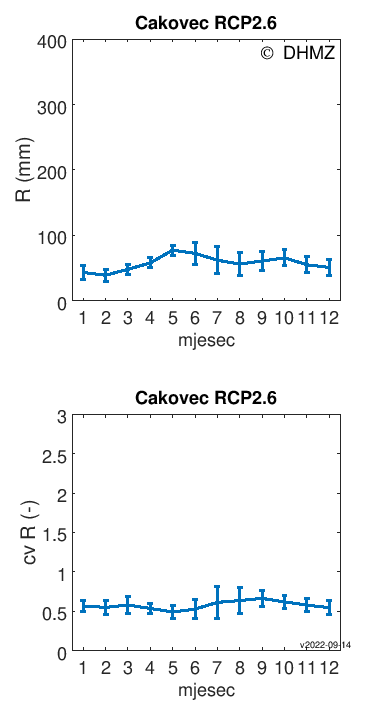 Cakovec RCP2.6
© DHMZ
400
300
200
100
0
R (mm)
1 2 3 4 5 6 7 8 9 10 11 12
mjesec
Cakovec RCP2.6
3
2.5
2
1.5
1
0.5
0
cv R (-)
v2022-09-14
1 2 3 4 5 6 7 8 9 10 11 12
mjesec